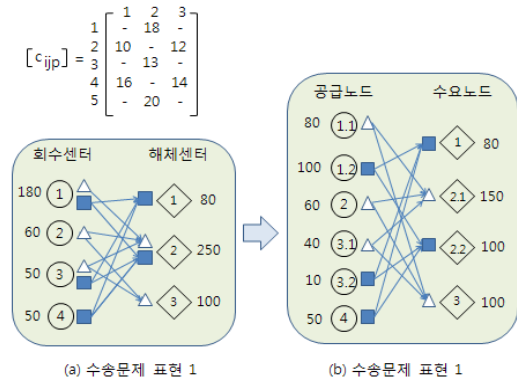 1 2 3
1 - 18 -
2 10 - 12
[c ijp] = 3 - 13 -
4 16 - 14
5 - 20 -
회수센터 해체센터
180 1 1 80
60 2 2 250
50 3 3 100
50 4
(a) 수송문제 표현 1
공급노드 수요노드
80 1.1 1 80
100 1.2 2.1 150
60 2 2.2 100
40 3.1 3 100
10 3.2
50 4
(b) 수송문제 표현 1